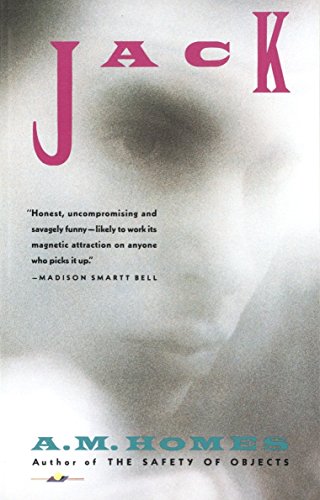 JACK
“Honest, uncompromising and
savagely funny—likely to work its
magnetic attraction on anyone
who picks it up.”
—MADISON SMARTT BELL
A.M. HOMES
Author of THE SAFETY OF OBJECTS